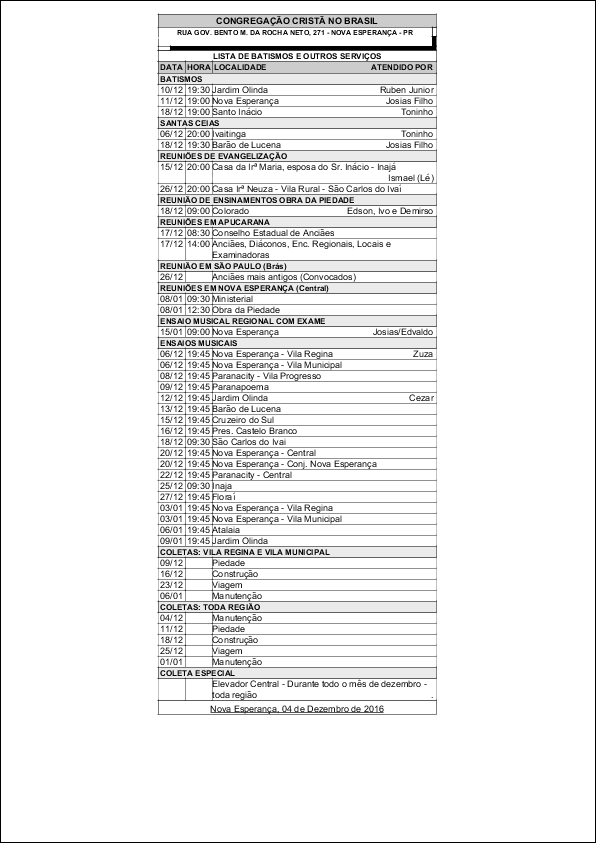 CONGREGAÇÃO CRISTÃ NO BRASIL
RUA GOV. BENTO M. DA ROCHA NETO, 271 - NOVA ESPERANÇA - PR
LISTA DE BATISMOS E OUTROS SERVIÇOS
DATA HORA LOCALIDADE ATENDIDO POR
BATISMOS
10/12 19:30 Jardim Olinda Ruben Junior
11/12 19:00 Nova Esperança Josias Filho
18/12 19:00 Santo Inácio Toninho
SANTAS CEIAS
06/12 20:00 Ivaitinga Toninho
18/12 19:30 Barão de Lucena Josias Filho
REUNIÕES DE EVANGELIZAÇÃO
15/12 20:00 Casa da Irª Maria, esposa do Sr. Inácio - Inajá
Ismael (Lé)
26/12 20:00 Casa Irª Neuza - Vila Rural - São Carlos do Ivaí
REUNIÃO DE ENSINAMENTOS OBRA DA PIEDADE
18/12 09:00 Colorado Edson, Ivo e Demirso
REUNIÕES EM APUCARANA
17/12 08:30 Conselho Estadual de Anciães
17/12 14:00 Anciães, Diáconos, Enc. Regionais, Locais e
Examinadoras
REUNIÃO EM SÃO PAULO (Brás)
26/12 Anciães mais antigos (Convocados)
REUNIÕES EM NOVA ESPERANÇA (Central)
08/01 09:30 Ministerial
08/01 12:30 Obra da Piedade
ENSAIO MUSICAL REGIONAL COM EXAME
15/01 09:00 Nova Esperança Josias/Edvaldo
ENSAIOS MUSICAIS
06/12 19:45 Nova Esperança - Vila Regina Zuza
06/12 19:45 Nova Esperança - Vila Municipal
08/12 19:45 Paranacity - Vila Progresso
09/12 19:45 Paranapoema
12/12 19:45 Jardim Olinda Cezar
13/12 19:45 Barão de Lucena
15/12 19:45 Cruzeiro do Sul
16/12 19:45 Pres. Castelo Branco
18/12 09:30 São Carlos do Ivai
20/12 19:45 Nova Esperança - Central
20/12 19:45 Nova Esperança - Conj. Nova Esperança
22/12 19:45 Paranacity - Central
25/12 09:30 Inaja
27/12 19:45 Floraí
03/01 19:45 Nova Esperança - Vila Regina
03/01 19:45 Nova Esperança - Vila Municipal
06/01 19:45 Atalaia
09/01 19:45 Jardim Olinda
COLETAS: VILA REGINA E VILA MUNICIPAL
09/12 Piedade
16/12 Construção
23/12 Viagem
06/01 Manutenção
COLETAS: TODA REGIÃO
04/12 Manutenção
11/12 Piedade
18/12 Construção
25/12 Viagem
01/01 Manutenção
COLETA ESPECIAL
Elevador Central - Durante todo o mês de dezembro -
toda região .
Nova Esperança, 04 de Dezembro de 2016